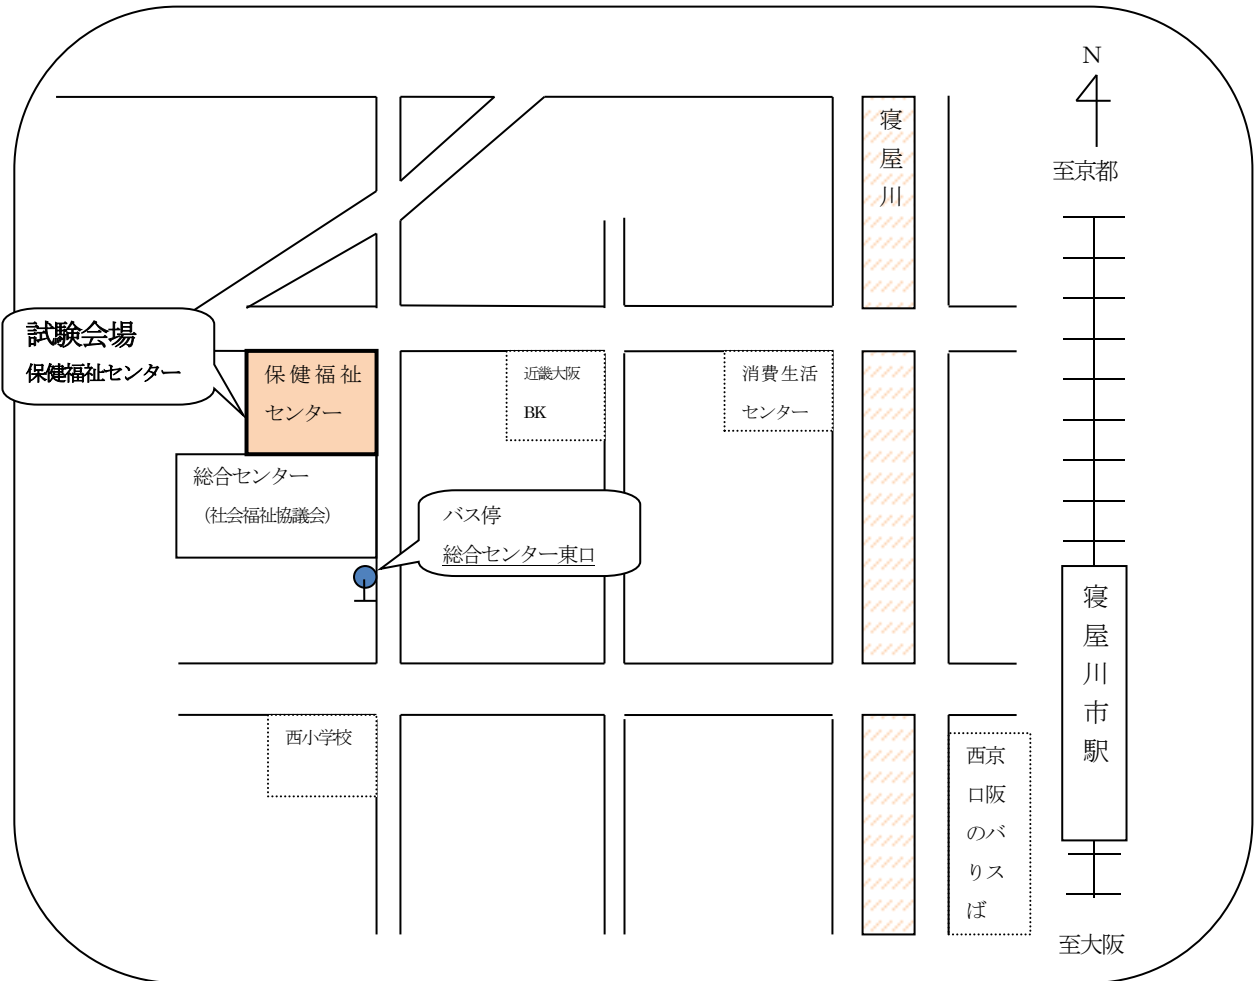 N
至京都
寝屋川
試験会場
保健福祉センター
保健福祉
センター
近畿大阪
BK
消費生活
センター
総合センター
(社会福祉協議会)
バス停
総合センター東口
寝屋川市駅
西小学校
京阪バス
西口のりば
至大阪